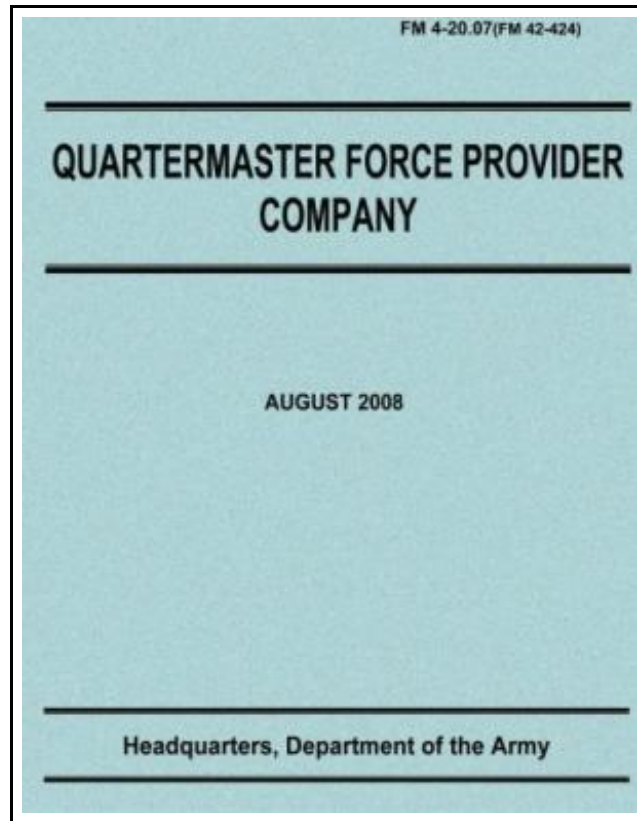 FM 4-20.07(FM 42-424)
QUARTERMASTER FORCE PROVIDER
COMPANY
AUGUST 2008
Headquarters, Department of the Army